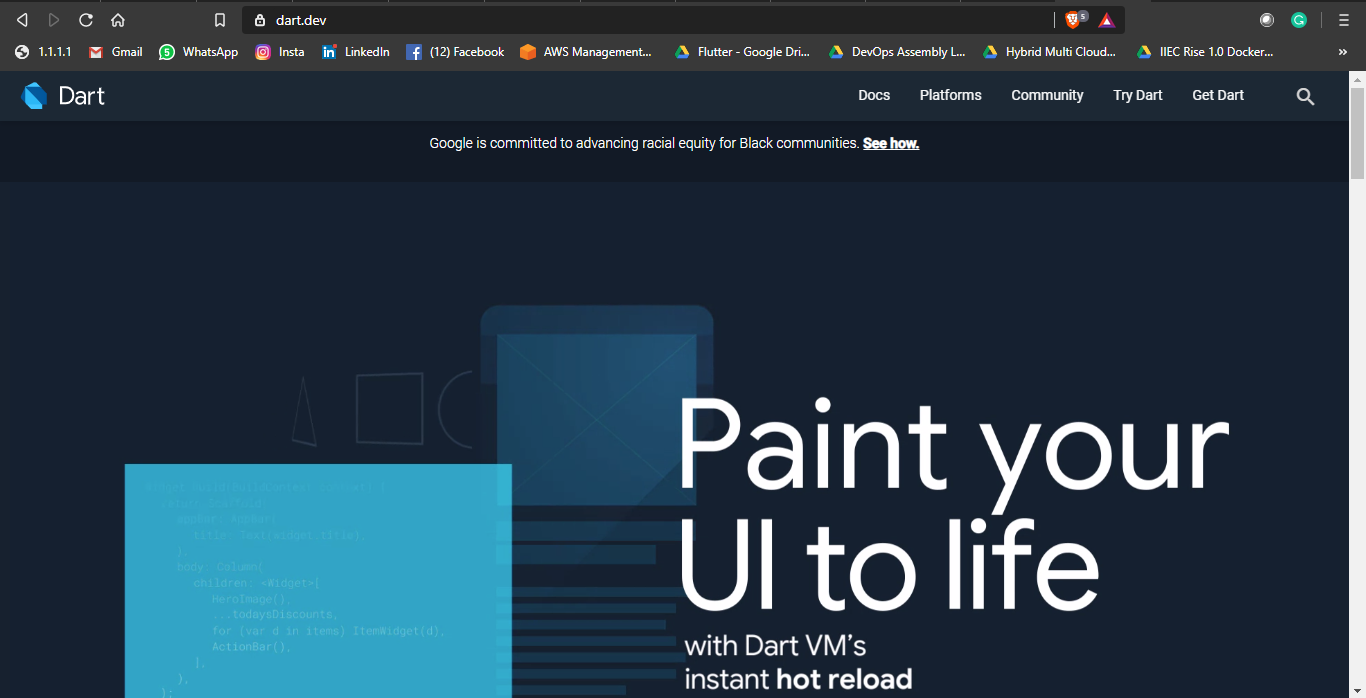 dart.dev
5
1.1.1.1 Gmail WhatsApp Insta LinkedIn (12) Facebook AWS Management... Flutter - Google Dri... DevOps Assembly L... Hybrid Multi Cloud... IIEC Rise 1.0 Docker... »
Dart Docs Platforms Community Try Dart Get Dart
Google is committed to advancing racial equity for Black communities. See how.
Paint your
UI to life
with Dart VM's
instant hot reload
title: Text(widget.title),
),
body: Column(
children: <Widget>[
HeroImage(),
...todaysDiscounts,
for (var d in items) ItemWidget(d),
ActionBar(),
],
),
);